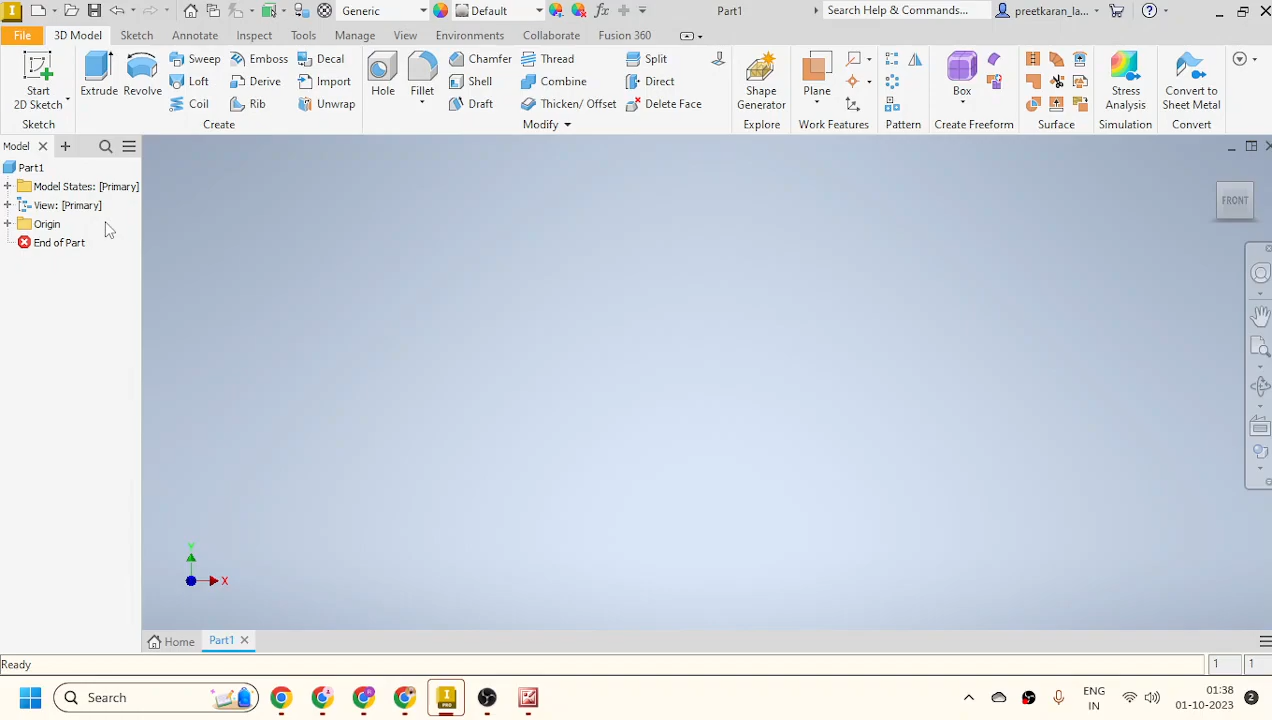 Generic
Default
fx
Part1
Search Help & Commands...
preetkaran_la...
File
3D Model
Sketch
Annotate
Inspect
Tools
Manage
View
Environments
Collaborate
Fusion 360
Start
2D Sketch
Extrude
Revolve
Sweep
Loft
Coil
Emboss
Derive
Rib
Decal
Import
Unwrap
Hole
Fillet
Chamfer
Shell
Draft
Thread
Combine
Thicken/ Offset
Split
Direct
Delete Face
Shape
Generator
Plane
Box
Stress
Analysis
Convert to
Sheet Metal
Sketch
Create
Modify
Explore
Work Features
Pattern
Create Freeform
Surface
Simulation
Convert
Model
Part1
Model States: [Primary]
View: [Primary]
Origin
End of Part
FRONT
Y
X
Home
Part1
Ready
1
1
Search
PRO
ENG
IN
01:38
01-10-2023
2